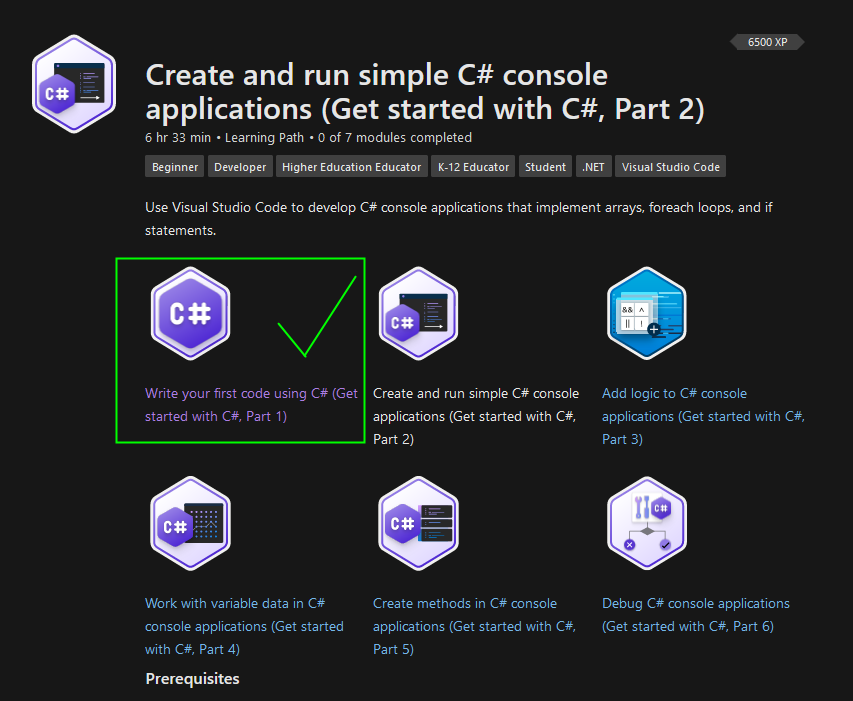 6500 XP
Create and run simple C# console
applications (Get started with C#, Part 2)
6 hr 33 min • Learning Path • 0 of 7 modules completed
Beginner Developer Higher Education Educator K-12 Educator Student .NET Visual Studio Code
Use Visual Studio Code to develop C# console applications that implement arrays, foreach loops, and if
statements.
C#
C#
C#
&& ^
|| !
Write your first code using C# (Get
started with C#, Part 1)
Create and run simple C# console
applications (Get started with C#,
Part 2)
Add logic to C# console
applications (Get started with C#,
Part 3)
C#
C#
C#
Work with variable data in C#
console applications (Get started
with C#, Part 4)
Create methods in C# console
applications (Get started with C#,
Part 5)
Debug C# console applications
(Get started with C#, Part 6)
Prerequisites